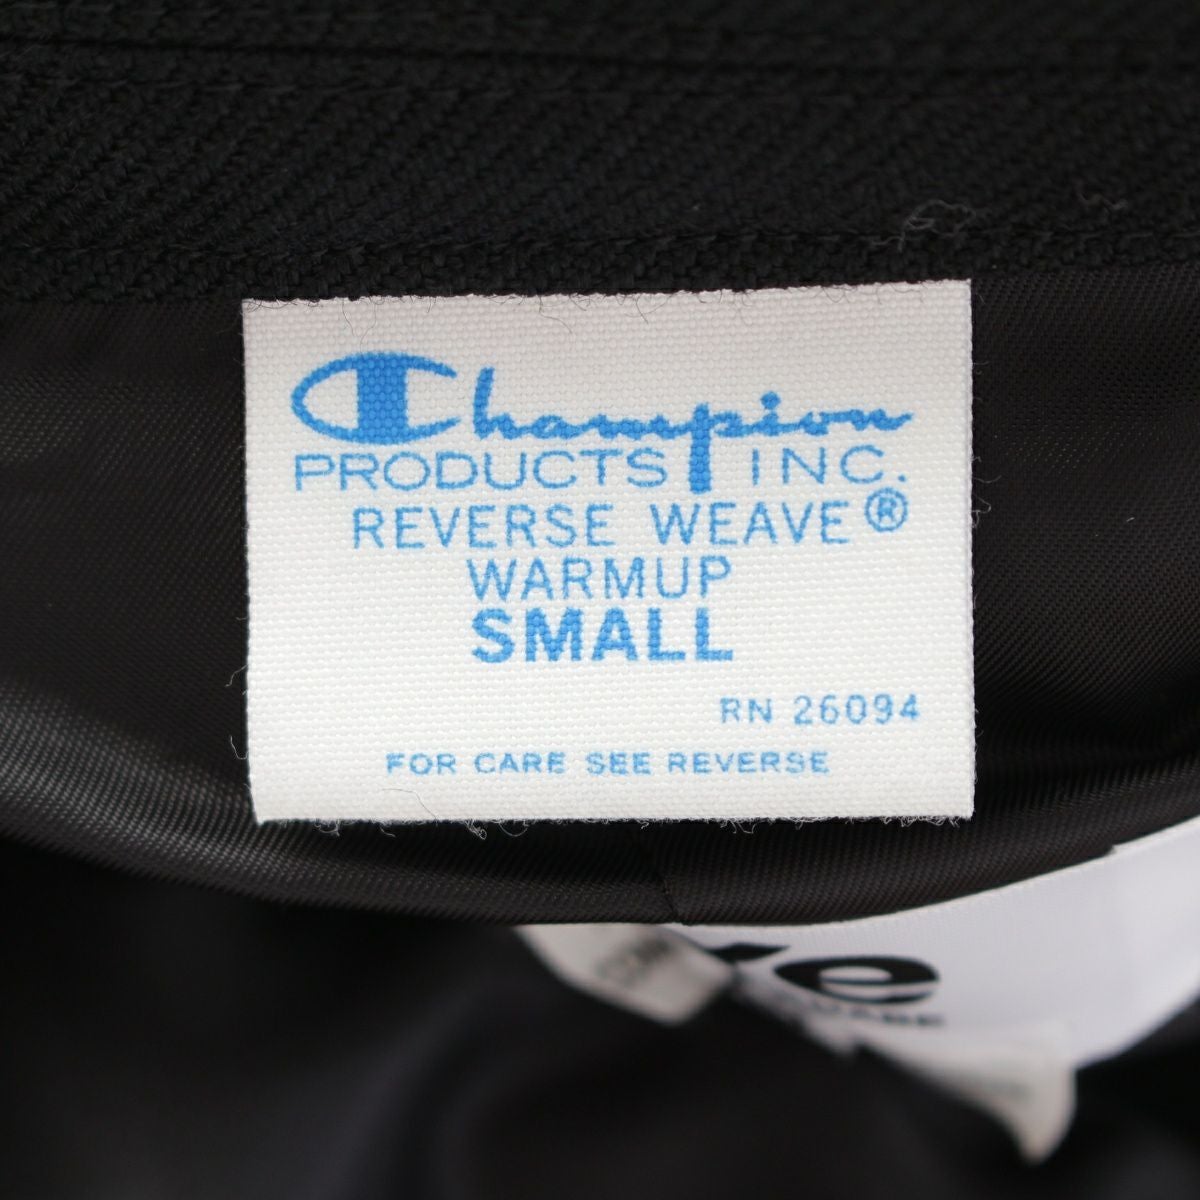 Champion
PRODUCTS INC.
REVERSE WEAVE®
WARMUP
SMALL
RN 26094
FOR CARE SEE REVERSE